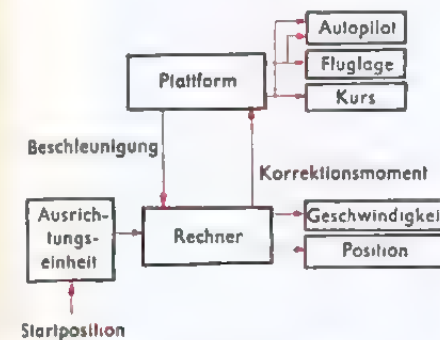 Autopilot
Plattform
Fluglage
Kurs
Beschleunigung
Korrektionsmoment
Ausrich-
tungs-
einheit
Rechner
Geschwindigkeit
Position
Startposition